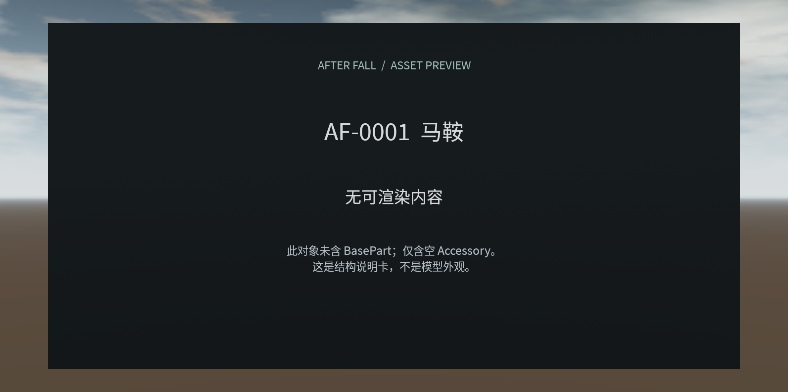 AFTER FALL / ASSET PREVIEW
AF-0001 马鞍
无可渲染内容
此对象未含 BasePart；仅含空 Accessory。
这是结构说明卡，不是模型外观。